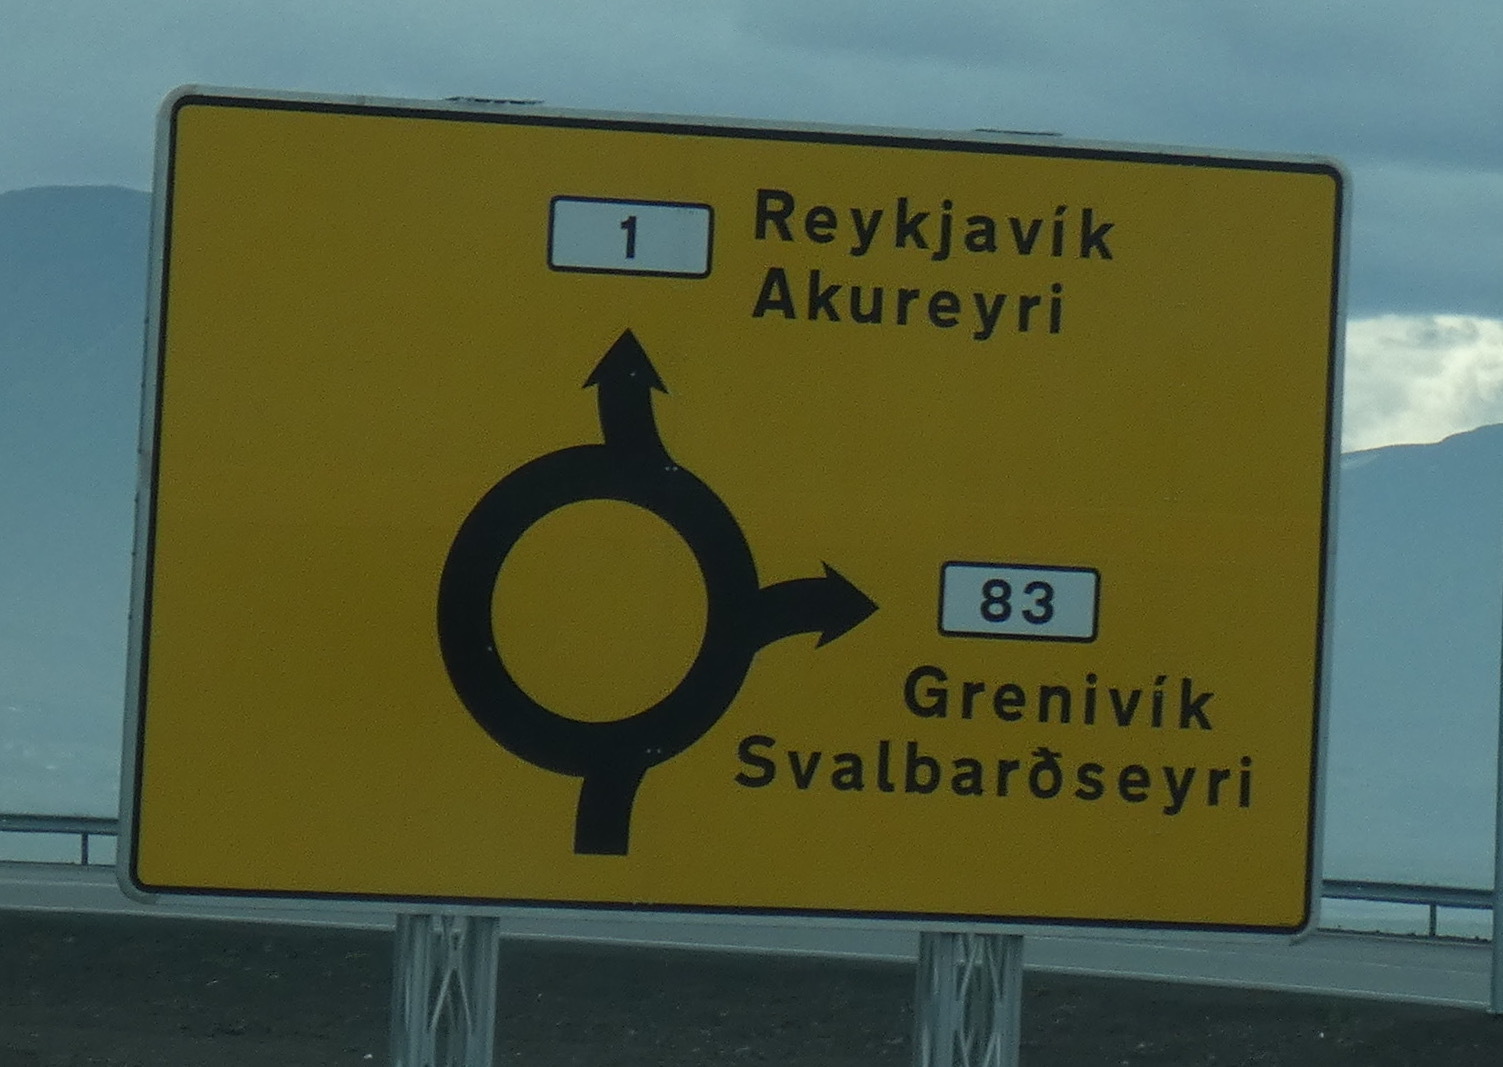 1 Reykjavík
Akureyri
83
Grenivík
Svalbarðseyri